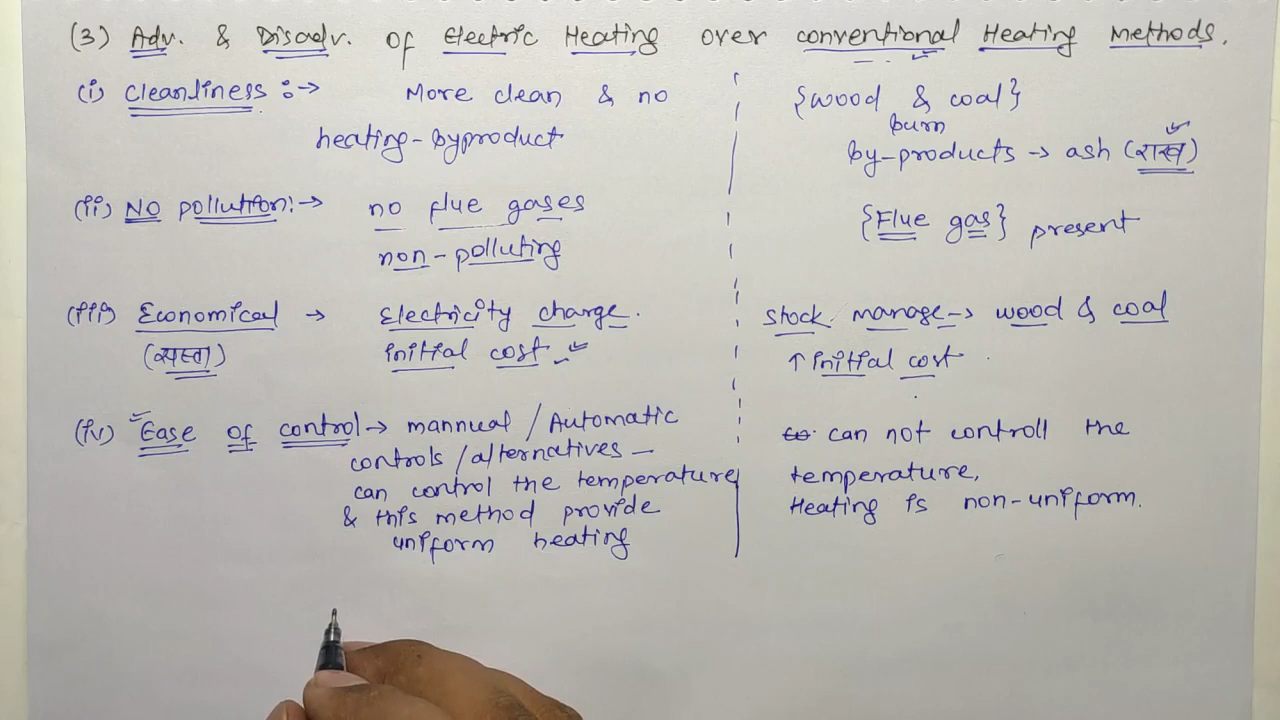 (3) Adv. & Disadv. of Electric Heating over conventional Heating Methods.
(i) Cleanliness :→ More clean & no
heating-byproduct
{wood & coal}
burn
by-products → ash (राख)
(ii) NO pollution:→ no flue gases
non-polluting
{Flue gas} present
(iii) Economical → Electricity charge.
(सस्ता) initial cost
stock manage → wood & coal
↑ initial cost
(iv) Ease of control → mannual / Automatic
controls / alternatives —
can control the temperature
& this method provide
uniform heating
can not controll the
temperature,
Heating is non-uniform.